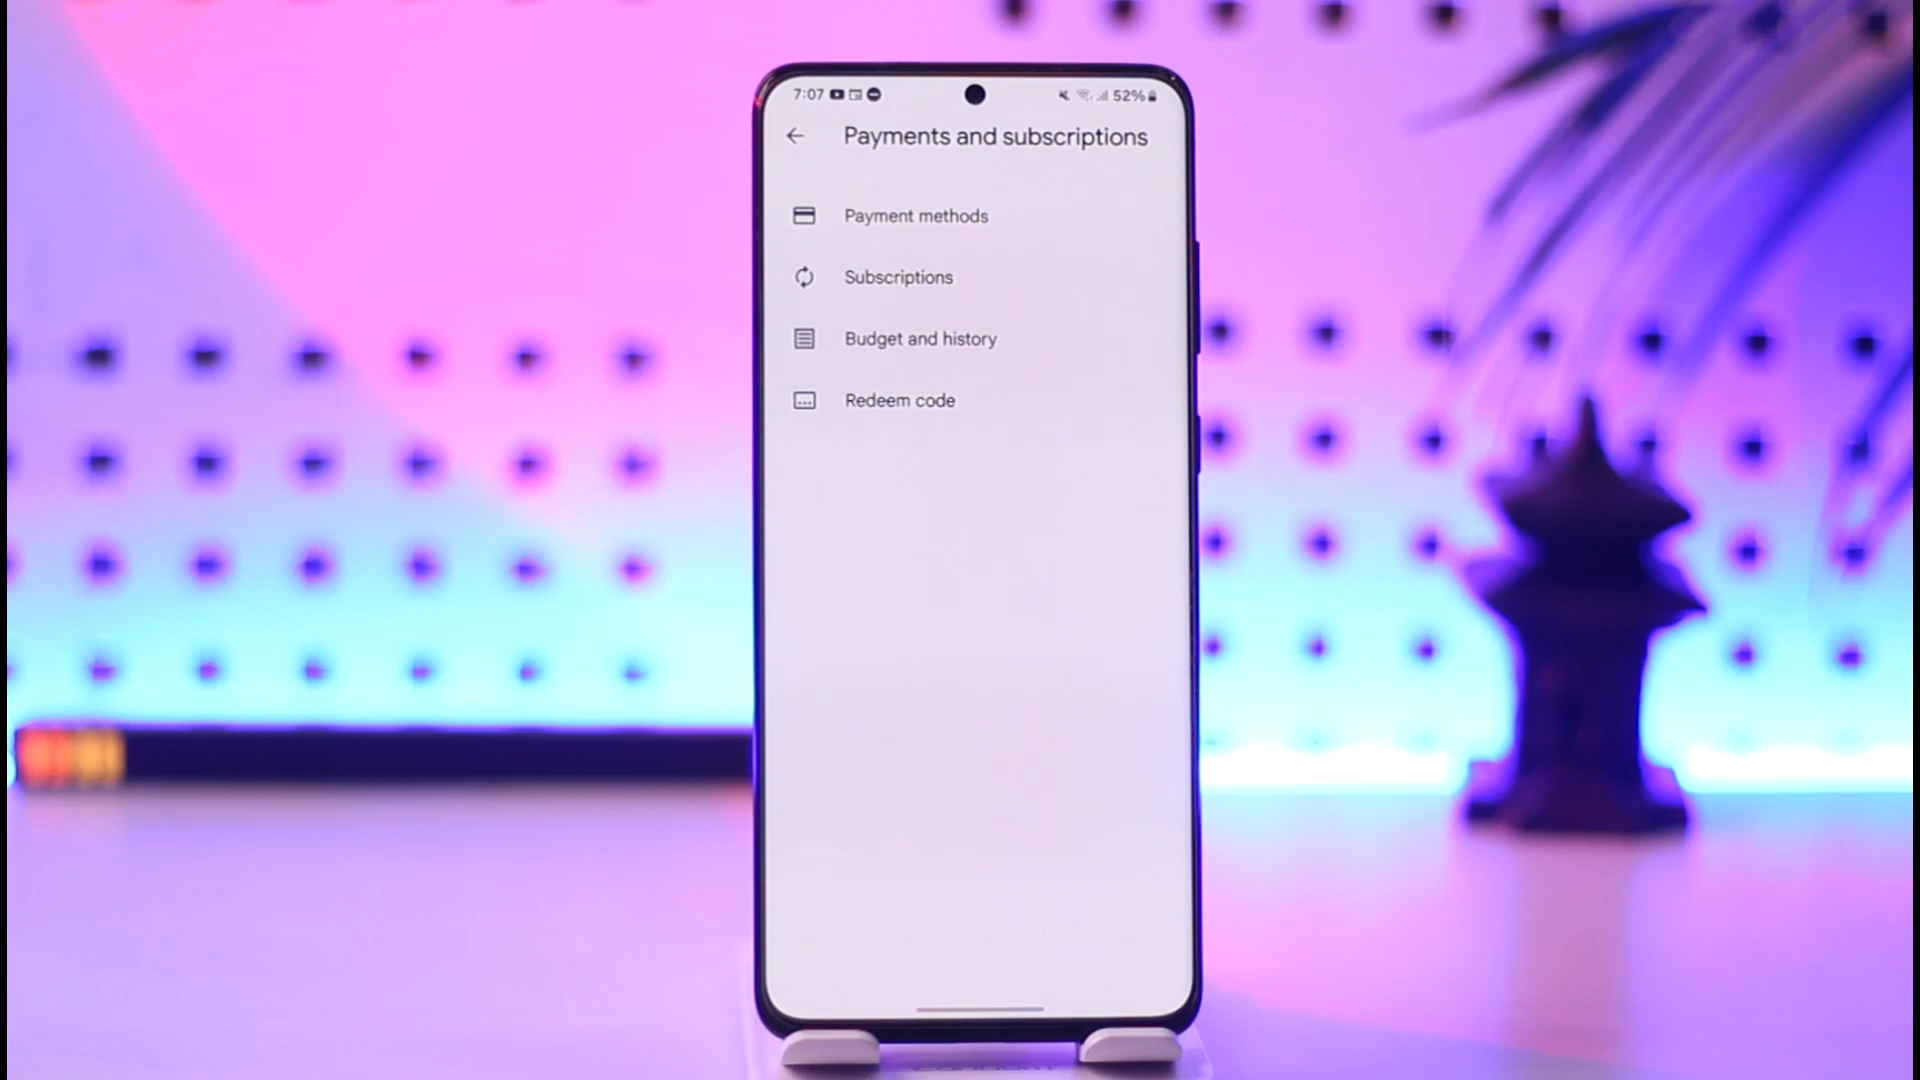 7:07
52%
Payments and subscriptions
Payment methods
Subscriptions
Budget and history
Redeem code